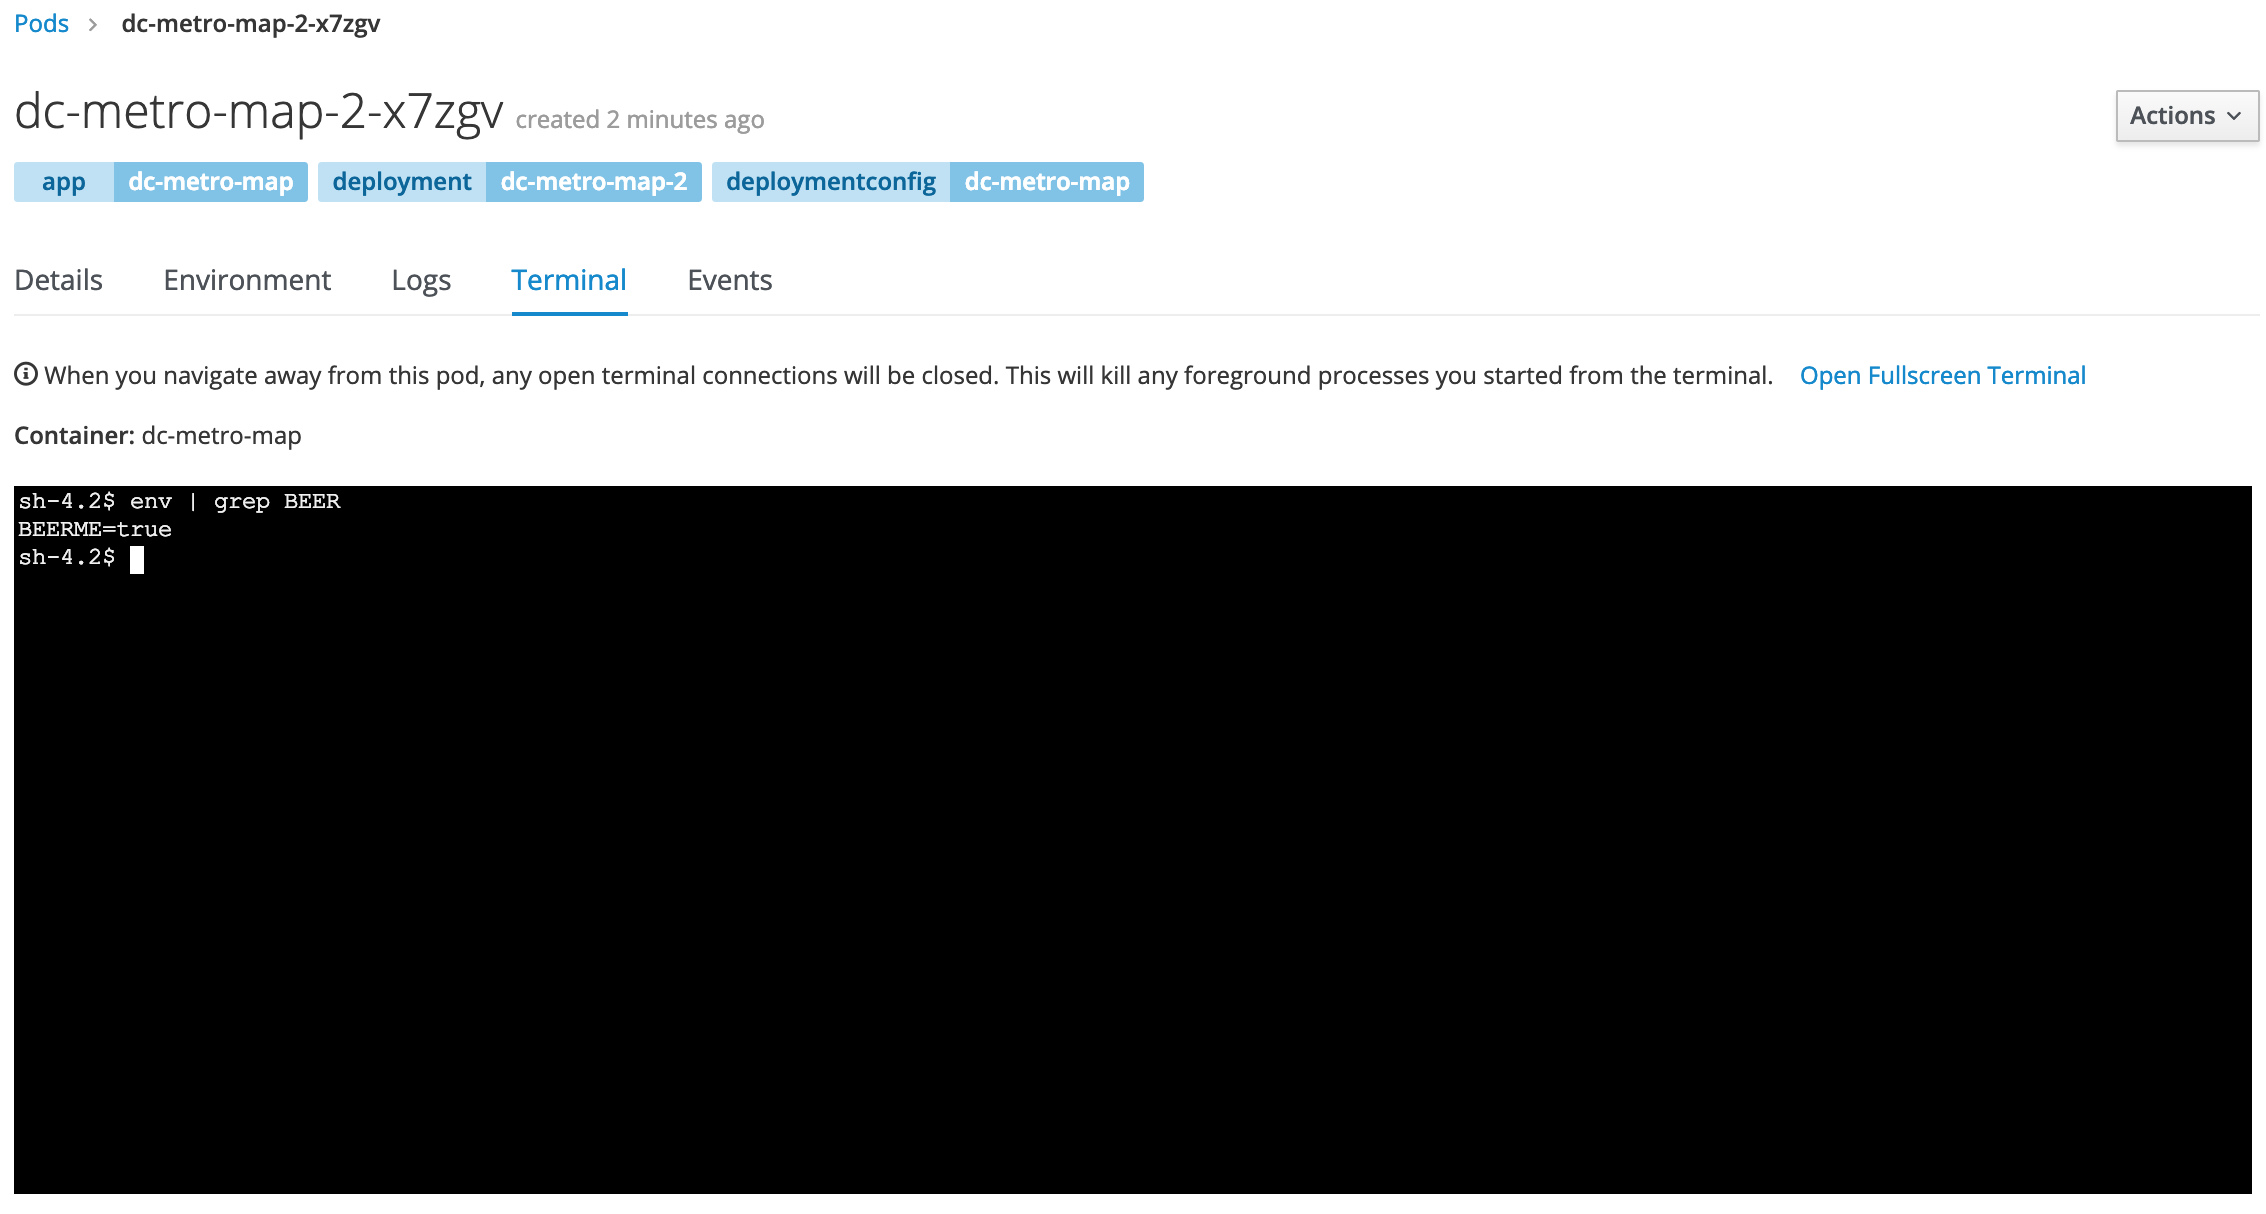 Pods > dc-metro-map-2-x7zgv
dc-metro-map-2-x7zgv created 2 minutes ago
Actions
app dc-metro-map deployment dc-metro-map-2 deploymentconfig dc-metro-map
Details Environment Logs Terminal Events
When you navigate away from this pod, any open terminal connections will be closed. This will kill any foreground processes you started from the terminal. Open Fullscreen Terminal
Container: dc-metro-map
sh-4.2$ env | grep BEER
BEERME=true
sh-4.2$